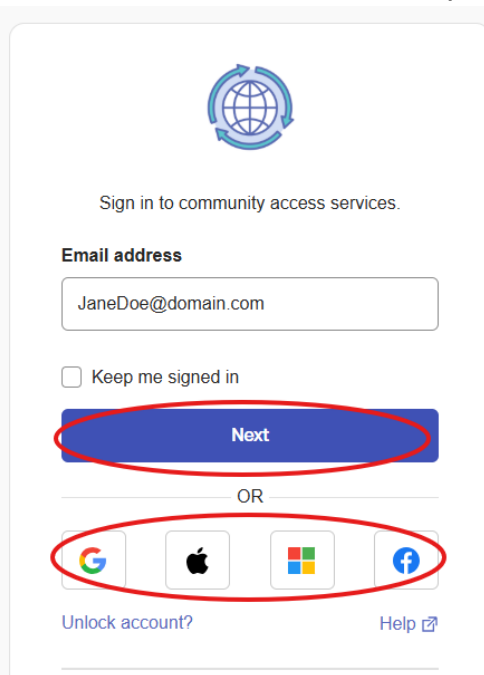 Sign in to community access services.
Email address
JaneDoe@domain.com
Keep me signed in
Next
OR
Unlock account?
Help